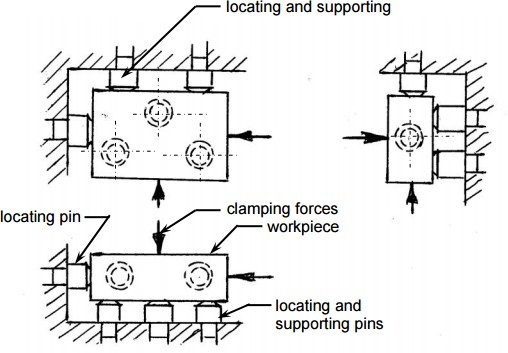 locating and supporting
clamping forces
locating pin
workpiece
locating and
supporting pins